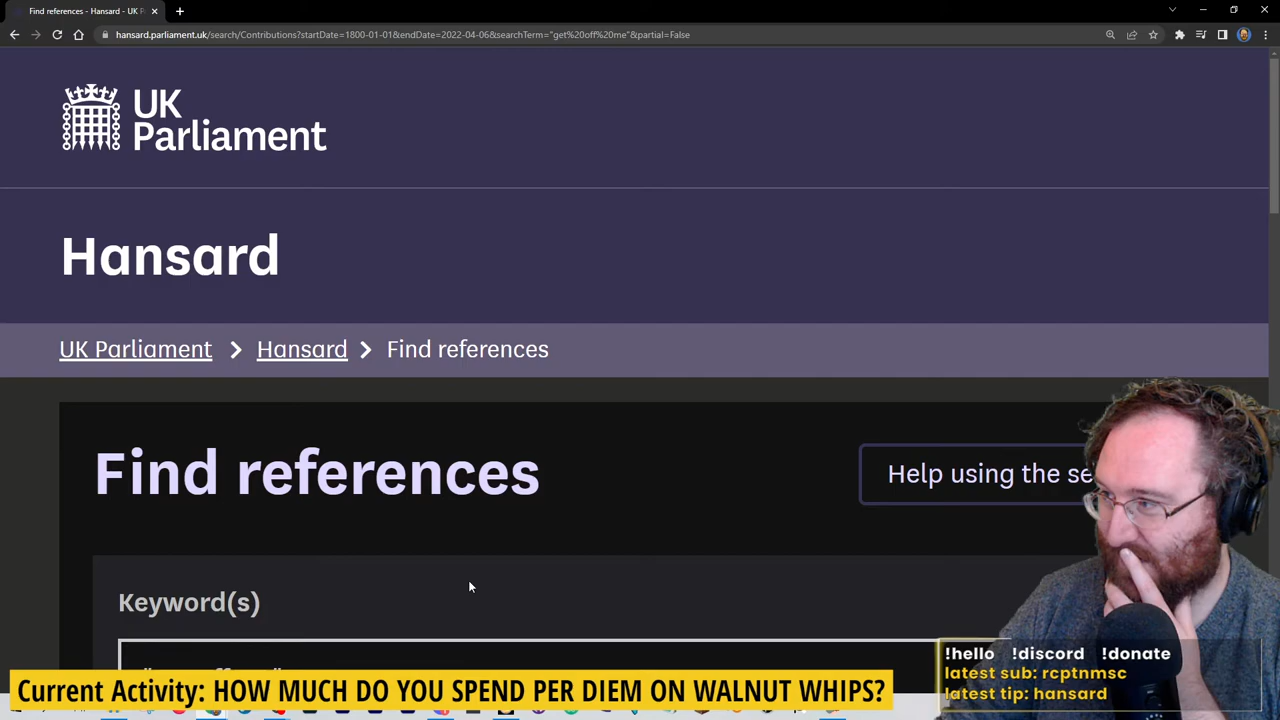 Find references - Hansard - UK P
hansard.parliament.uk/search/Contributions?startDate=1800-01-01&endDate=2022-04-06&searchTerm="get%20off%20me"&partial=False
UK
Parliament
Hansard
UK Parliament > Hansard > Find references
Find references
Help using the se
Keyword(s)
!hello !discord !donate
latest sub: rcptnmsc
latest tip: hansard
Current Activity: HOW MUCH DO YOU SPEND PER DIEM ON WALNUT WHIPS?